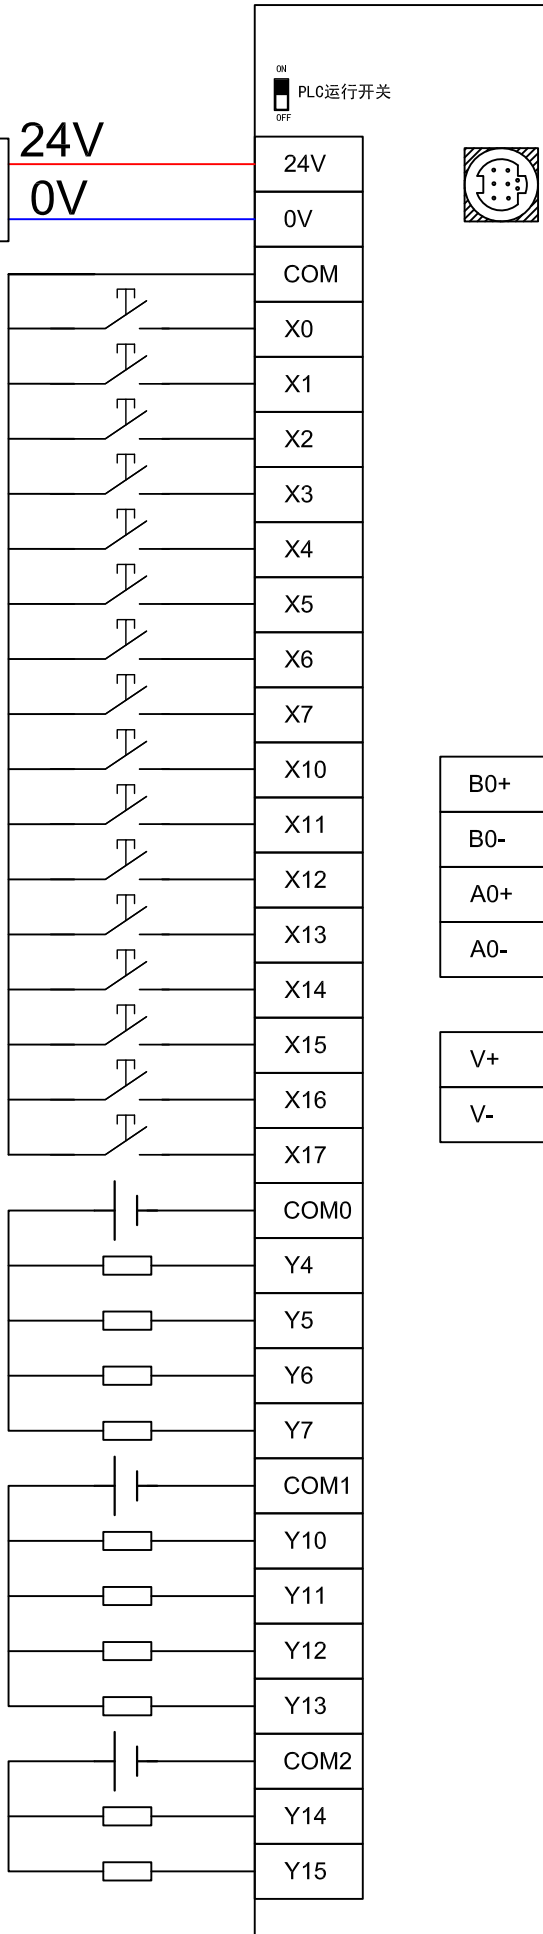 ON
PLC运行开关
OFF
24V
0V
24V
0V
COM
X0
X1
X2
X3
X4
X5
X6
X7
X10
X11
X12
X13
X14
X15
X16
X17
COM0
Y4
Y5
Y6
Y7
COM1
Y10
Y11
Y12
Y13
COM2
Y14
Y15
B0+
B0-
A0+
A0-
V+
V-